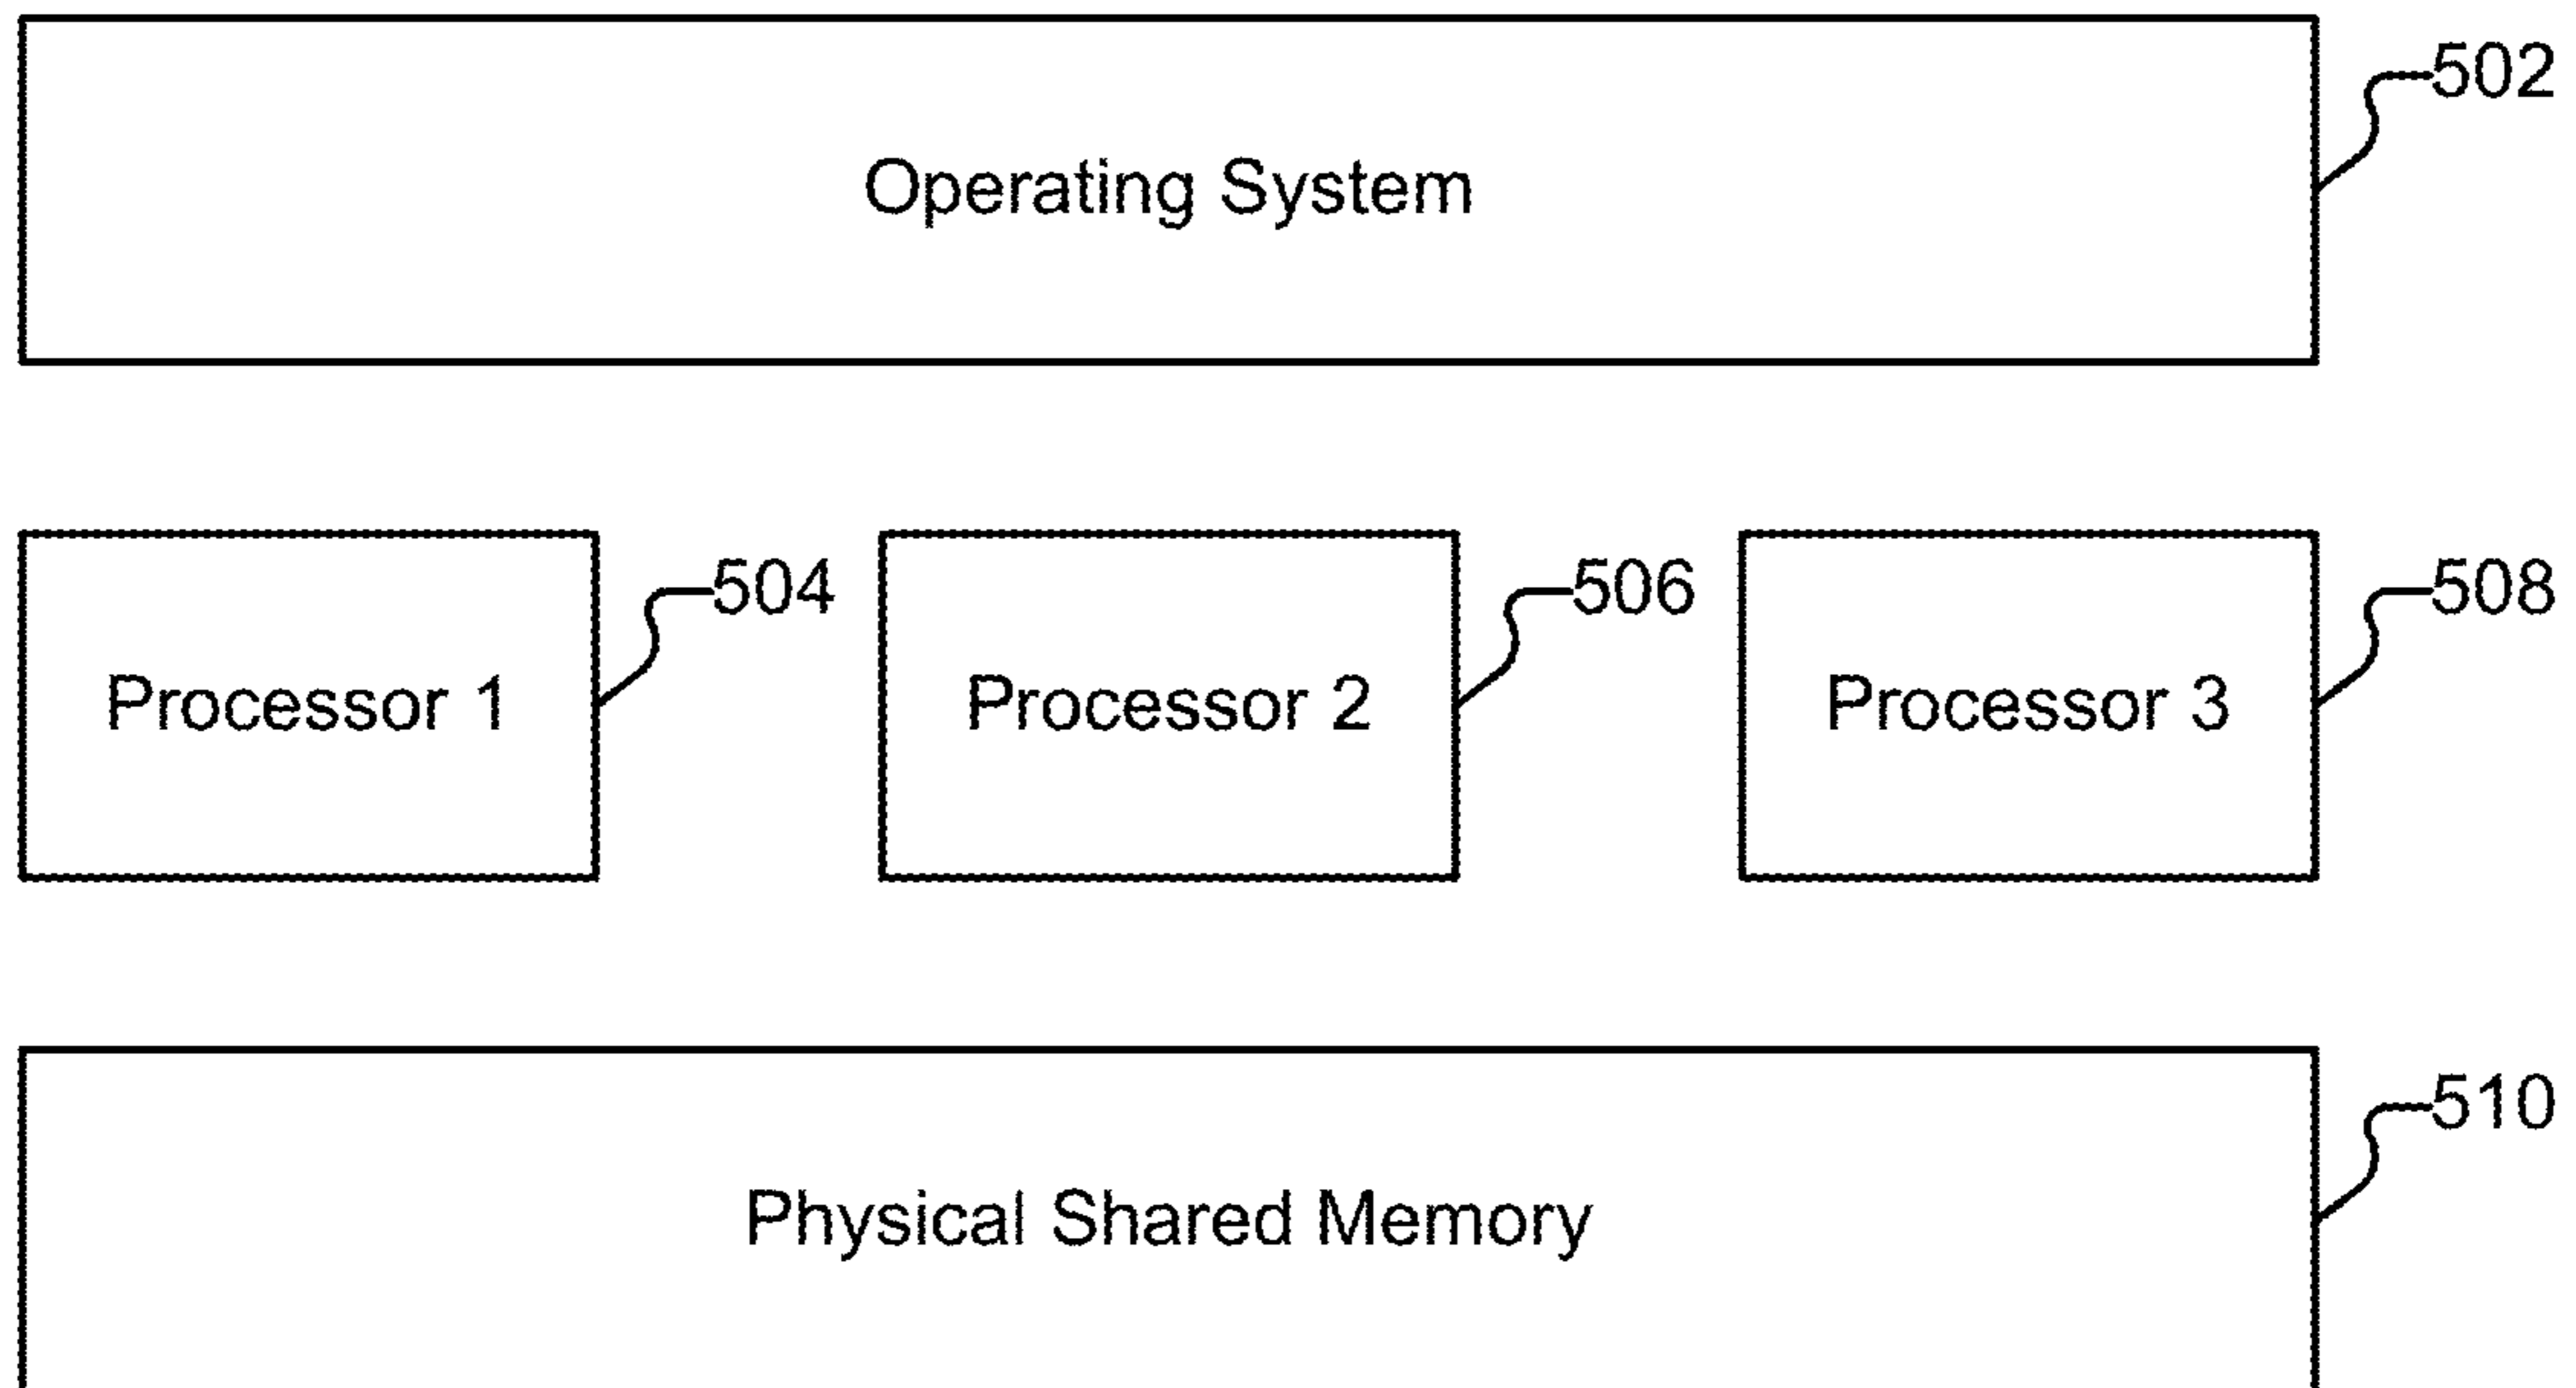 502
Operating System
504
506
508
Processor 1
Processor 2
Processor 3
510
Physical Shared Memory